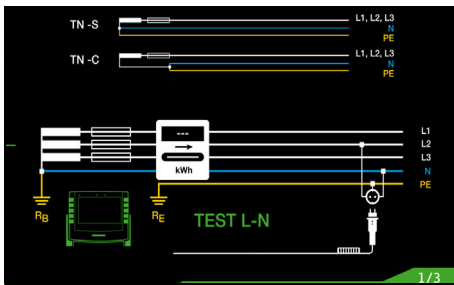 TN -S
L1, L2, L3
N
PE
TN -C
L1, L2, L3
N
PE
---
kWh
L1
L2
L3
N
PE
RB
RE
TEST L-N
1/3